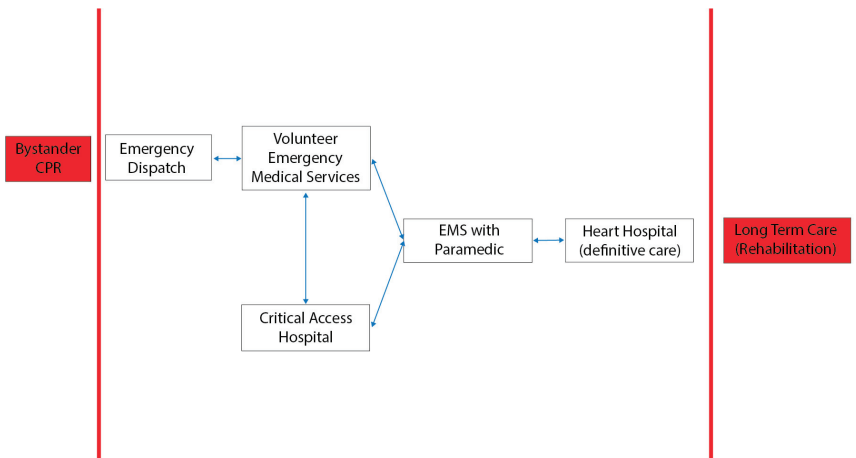 Bystander
CPR
Emergency
Dispatch
Volunteer
Emergency
Medical Services
EMS with
Paramedic
Heart Hospital
(definitive care)
Long Term Care
(Rehabilitation)
Critical Access
Hospital